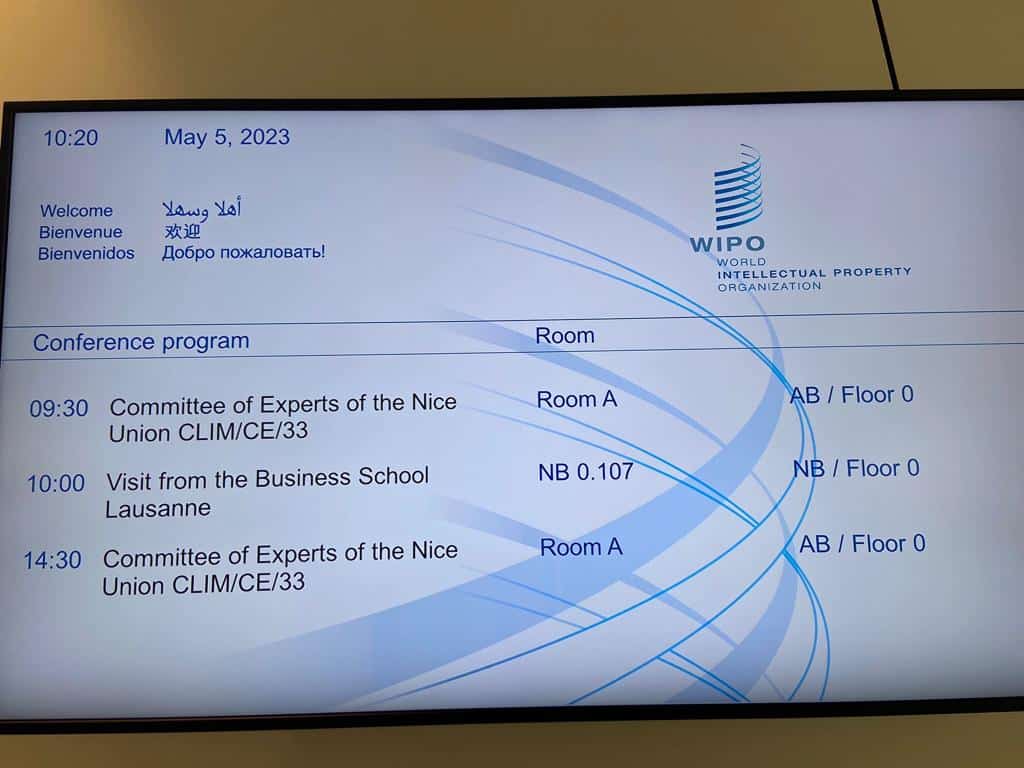 10:20 May 5, 2023
Welcome أهلا وسهلا
Bienvenue 欢迎
Bienvenidos Добро пожаловать!
WIPO
WORLD
INTELLECTUAL PROPERTY
ORGANIZATION
Conference program Room
09:30 Committee of Experts of the Nice Room A AB / Floor 0
Union CLIM/CE/33
10:00 Visit from the Business School NB 0.107 NB / Floor 0
Lausanne
14:30 Committee of Experts of the Nice Room A AB / Floor 0
Union CLIM/CE/33